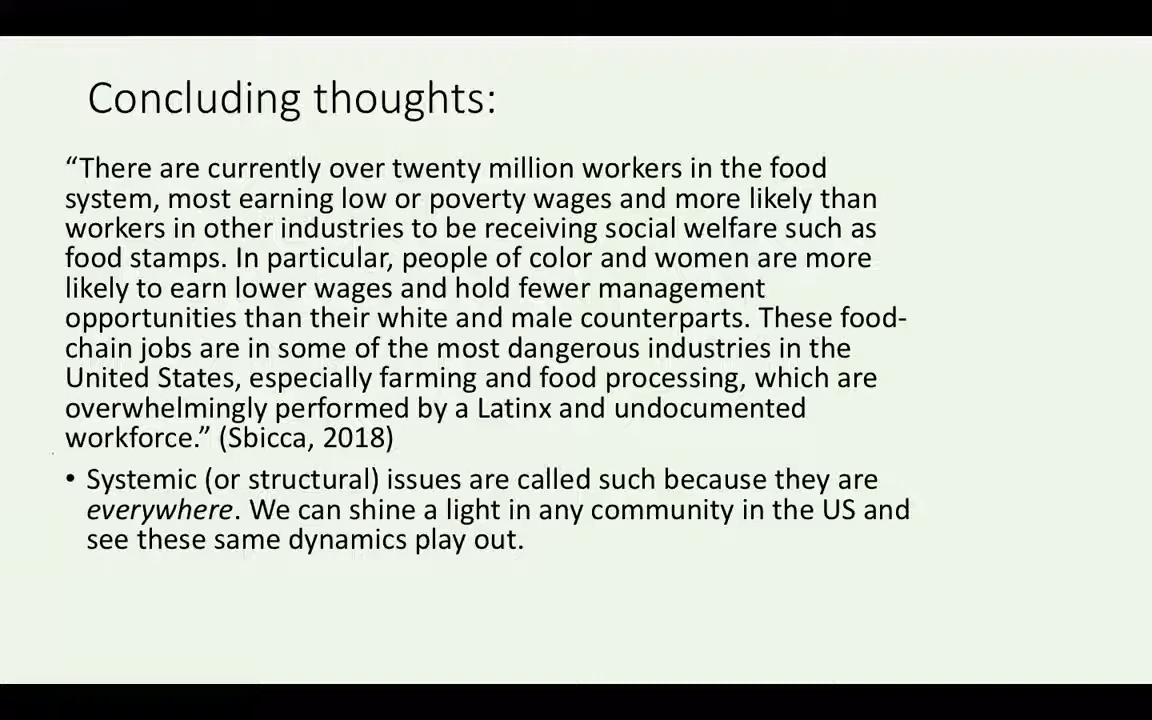 Concluding thoughts:
“There are currently over twenty million workers in the food
system, most earning low or poverty wages and more likely than
workers in other industries to be receiving social welfare such as
food stamps. In particular, people of color and women are more
likely to earn lower wages and hold fewer management
opportunities than their white and male counterparts. These food-
chain jobs are in some of the most dangerous industries in the
United States, especially farming and food processing, which are
overwhelmingly performed by a Latinx and undocumented
workforce.” (Sbicca, 2018)
• Systemic (or structural) issues are called such because they are
everywhere. We can shine a light in any community in the US and
see these same dynamics play out.